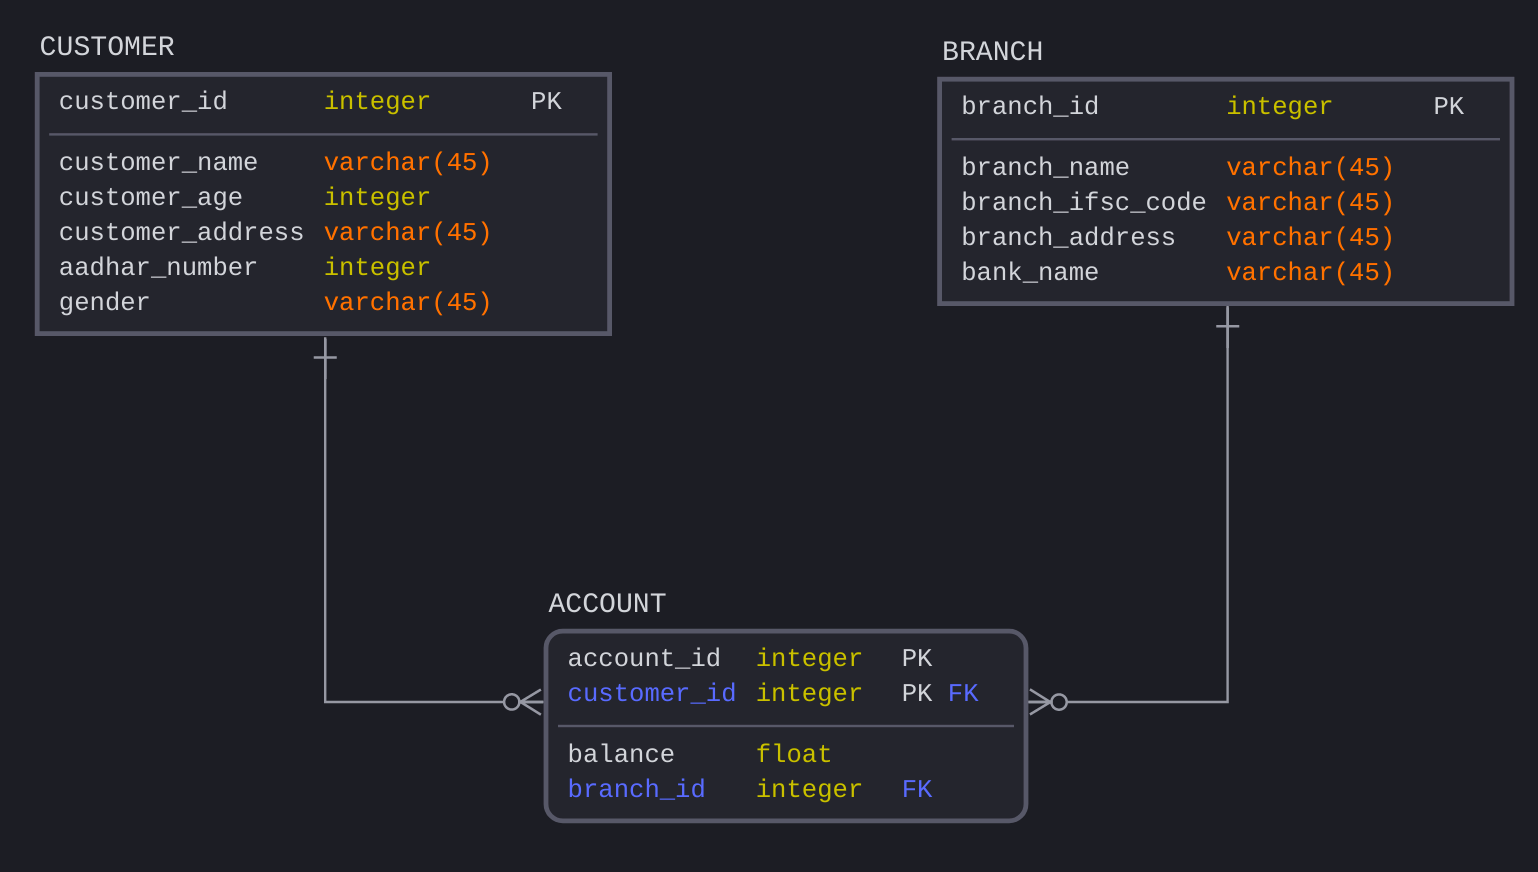 CUSTOMER
customer_id integer PK
customer_name varchar(45)
customer_age integer
customer_address varchar(45)
aadhar_number integer
gender varchar(45)
BRANCH
branch_id integer PK
branch_name varchar(45)
branch_ifsc_code varchar(45)
branch_address varchar(45)
bank_name varchar(45)
ACCOUNT
account_id integer PK
customer_id integer PK FK
balance float
branch_id integer FK